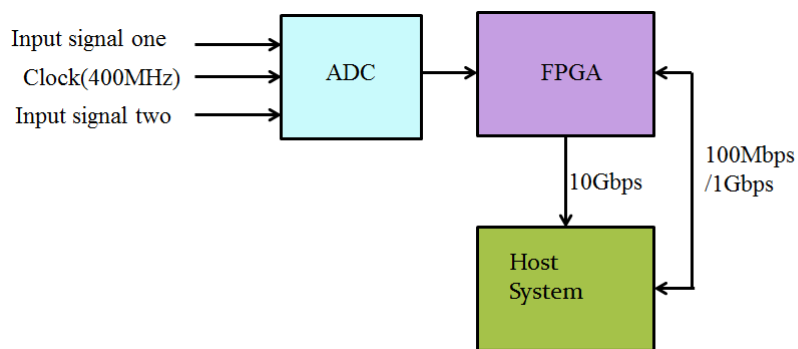 Input signal one
Clock(400MHz)
Input signal two
ADC
FPGA
10Gbps
100Mbps
/1Gbps
Host
System